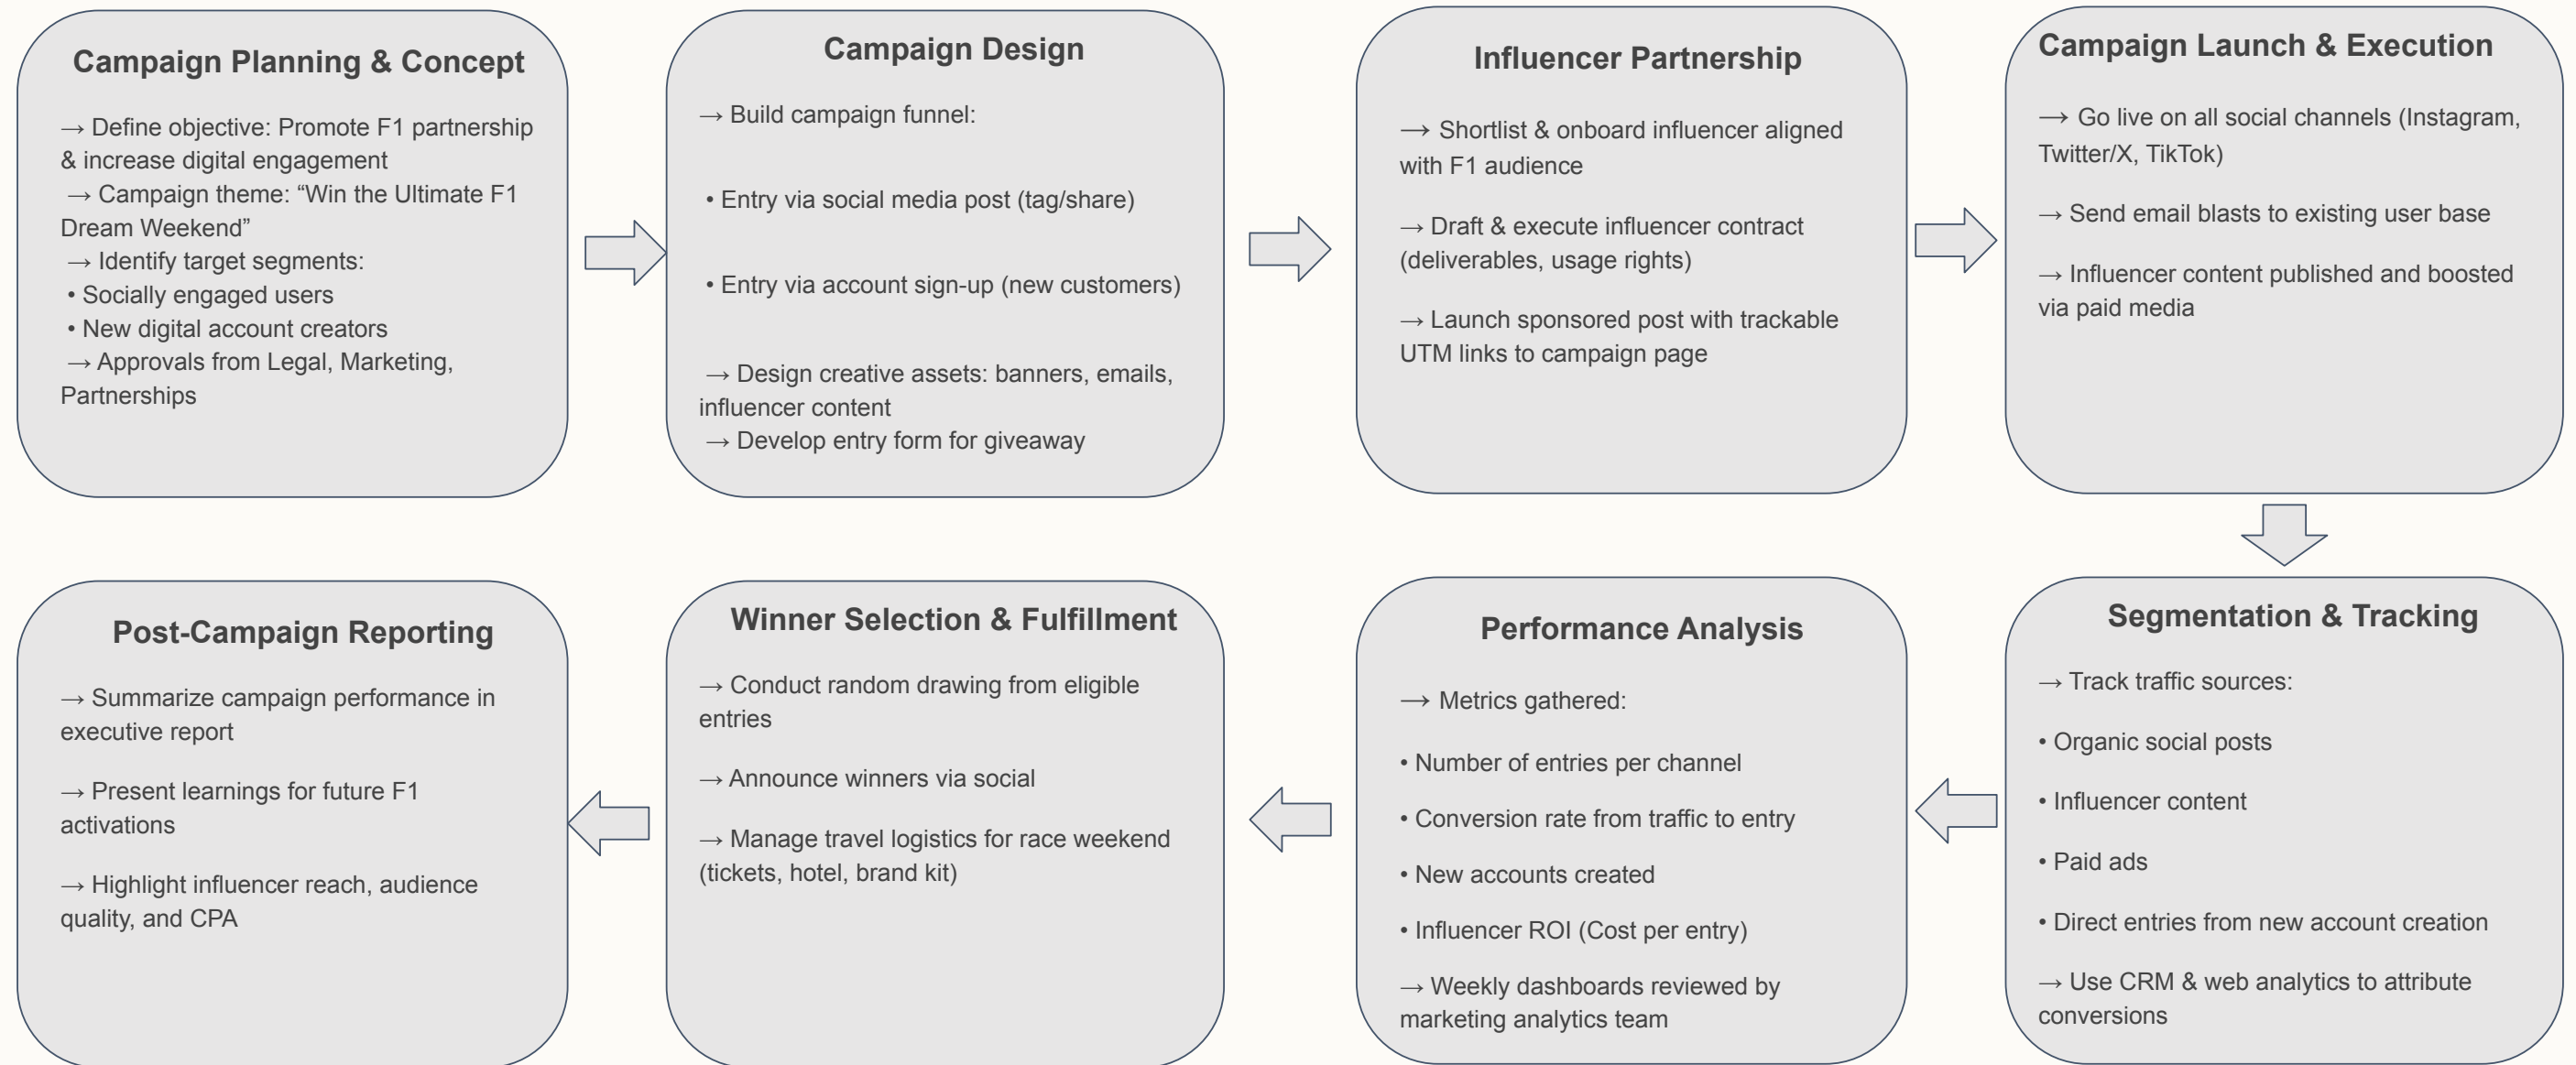 Campaign Planning & Concept
→ Define objective: Promote F1 partnership
& increase digital engagement
→ Campaign theme: “Win the Ultimate F1
Dream Weekend”
→ Identify target segments:
• Socially engaged users
• New digital account creators
→ Approvals from Legal, Marketing,
Partnerships
Campaign Design
→ Build campaign funnel:
• Entry via social media post (tag/share)
• Entry via account sign-up (new customers)
→ Design creative assets: banners, emails,
influencer content
→ Develop entry form for giveaway
Influencer Partnership
→ Shortlist & onboard influencer aligned
with F1 audience
→ Draft & execute influencer contract
(deliverables, usage rights)
→ Launch sponsored post with trackable
UTM links to campaign page
Campaign Launch & Execution
→ Go live on all social channels (Instagram,
Twitter/X, TikTok)
→ Send email blasts to existing user base
→ Influencer content published and boosted
via paid media
Segmentation & Tracking
→ Track traffic sources:
• Organic social posts
• Influencer content
• Paid ads
• Direct entries from new account creation
→ Use CRM & web analytics to attribute
conversions
Performance Analysis
→ Metrics gathered:
• Number of entries per channel
• Conversion rate from traffic to entry
• New accounts created
• Influencer ROI (Cost per entry)
→ Weekly dashboards reviewed by
marketing analytics team
Winner Selection & Fulfillment
→ Conduct random drawing from eligible
entries
→ Announce winners via social
→ Manage travel logistics for race weekend
(tickets, hotel, brand kit)
Post-Campaign Reporting
→ Summarize campaign performance in
executive report
→ Present learnings for future F1
activations
→ Highlight influencer reach, audience
quality, and CPA